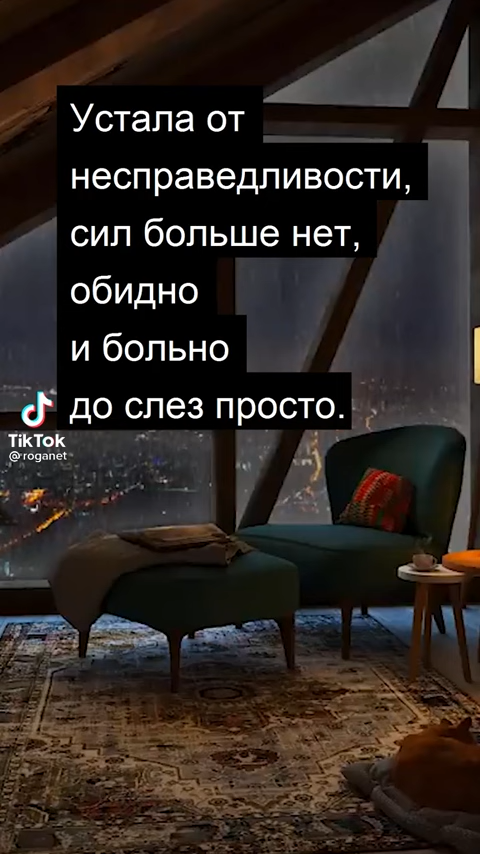 Устала от
несправедливости,
сил больше нет,
обидно
и больно
до слез просто.
TikTok
@roganet